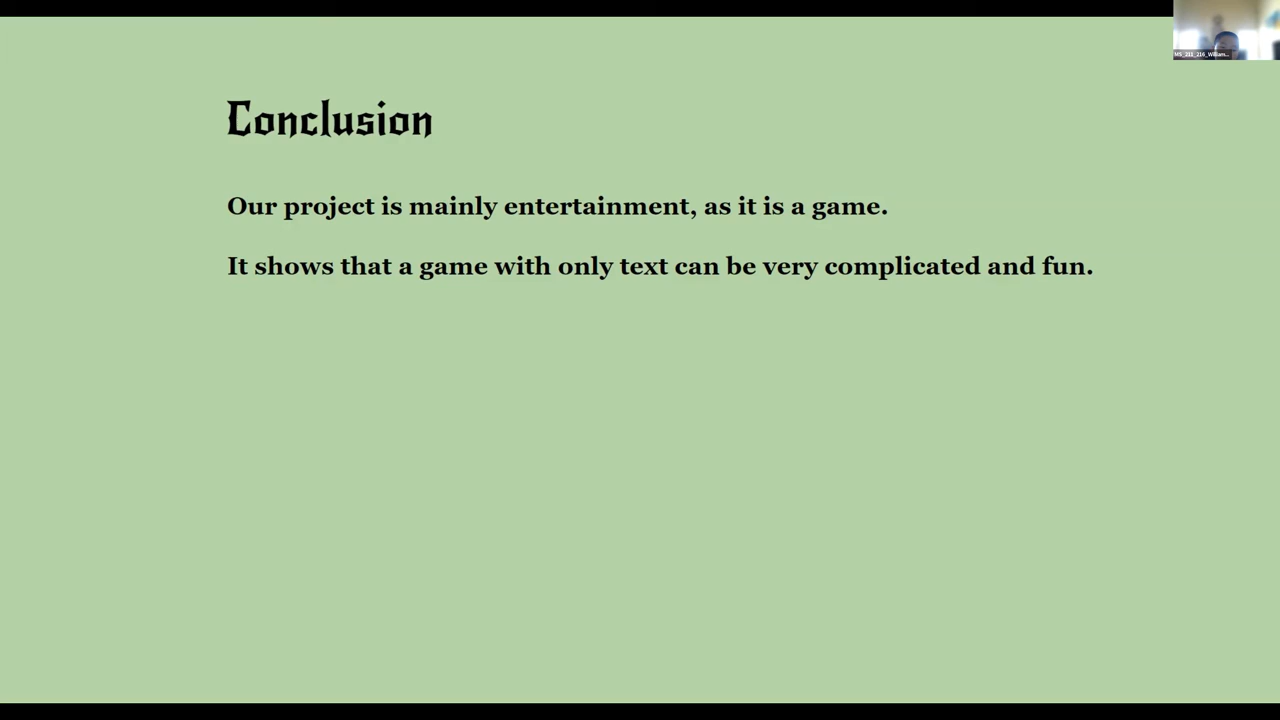 MS_211_216_William...
Conclusion
Our project is mainly entertainment, as it is a game.
It shows that a game with only text can be very complicated and fun.